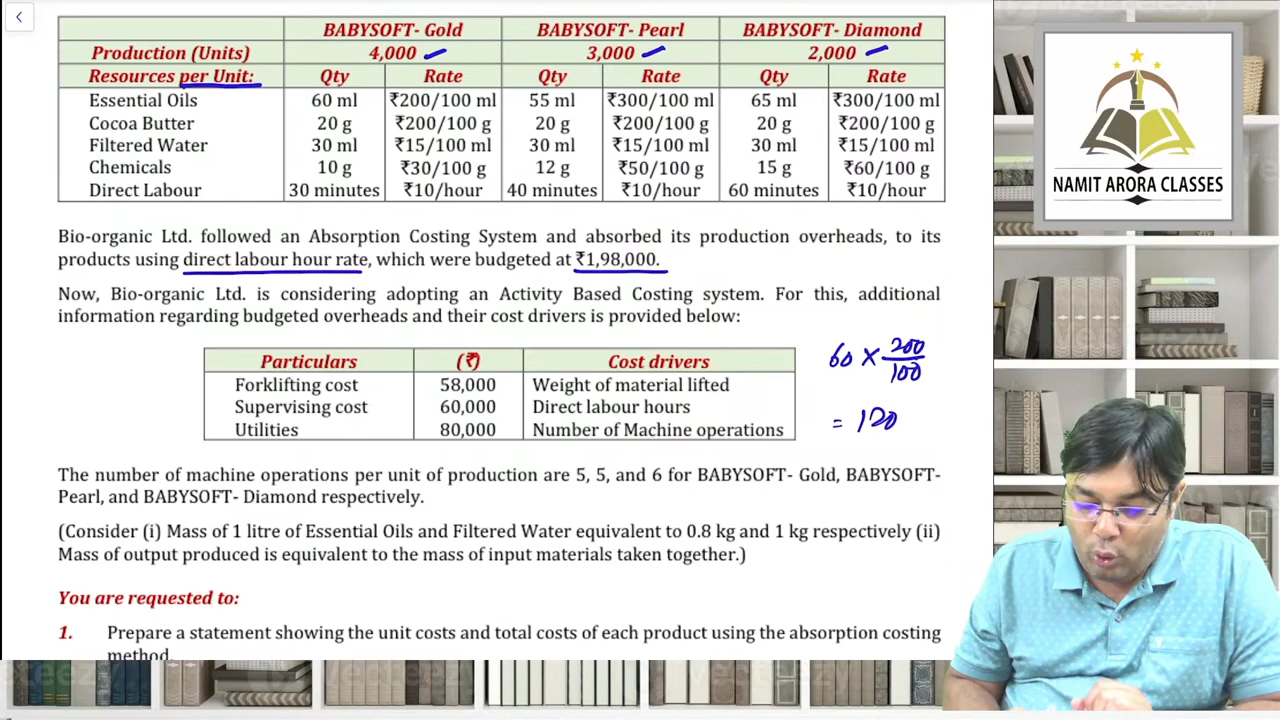 BABYSOFT- Gold BABYSOFT- Pearl BABYSOFT- Diamond
Production (Units) 4,000 3,000 2,000
Resources per Unit: Qty Rate Qty Rate Qty Rate
Essential Oils 60 ml ₹200/100 ml 55 ml ₹300/100 ml 65 ml ₹300/100 ml
Cocoa Butter 20 g ₹200/100 g 20 g ₹200/100 g 20 g ₹200/100 g
Filtered Water 30 ml ₹15/100 ml 30 ml ₹15/100 ml 30 ml ₹15/100 ml
Chemicals 10 g ₹30/100 g 12 g ₹50/100 g 15 g ₹60/100 g
Direct Labour 30 minutes ₹10/hour 40 minutes ₹10/hour 60 minutes ₹10/hour
NAMIT ARORA CLASSES
Bio-organic Ltd. followed an Absorption Costing System and absorbed its production overheads, to its
products using direct labour hour rate, which were budgeted at ₹1,98,000.
Now, Bio-organic Ltd. is considering adopting an Activity Based Costing system. For this, additional
information regarding budgeted overheads and their cost drivers is provided below:
Particulars (₹) Cost drivers
Forklifting cost 58,000 Weight of material lifted
Supervising cost 60,000 Direct labour hours
Utilities 80,000 Number of Machine operations
60 × 200/100
= 120
The number of machine operations per unit of production are 5, 5, and 6 for BABYSOFT- Gold, BABYSOFT-
Pearl, and BABYSOFT- Diamond respectively.
(Consider (i) Mass of 1 litre of Essential Oils and Filtered Water equivalent to 0.8 kg and 1 kg respectively (ii)
Mass of output produced is equivalent to the mass of input materials taken together.)
You are requested to:
1. Prepare a statement showing the unit costs and total costs of each product using the absorption costing
method.